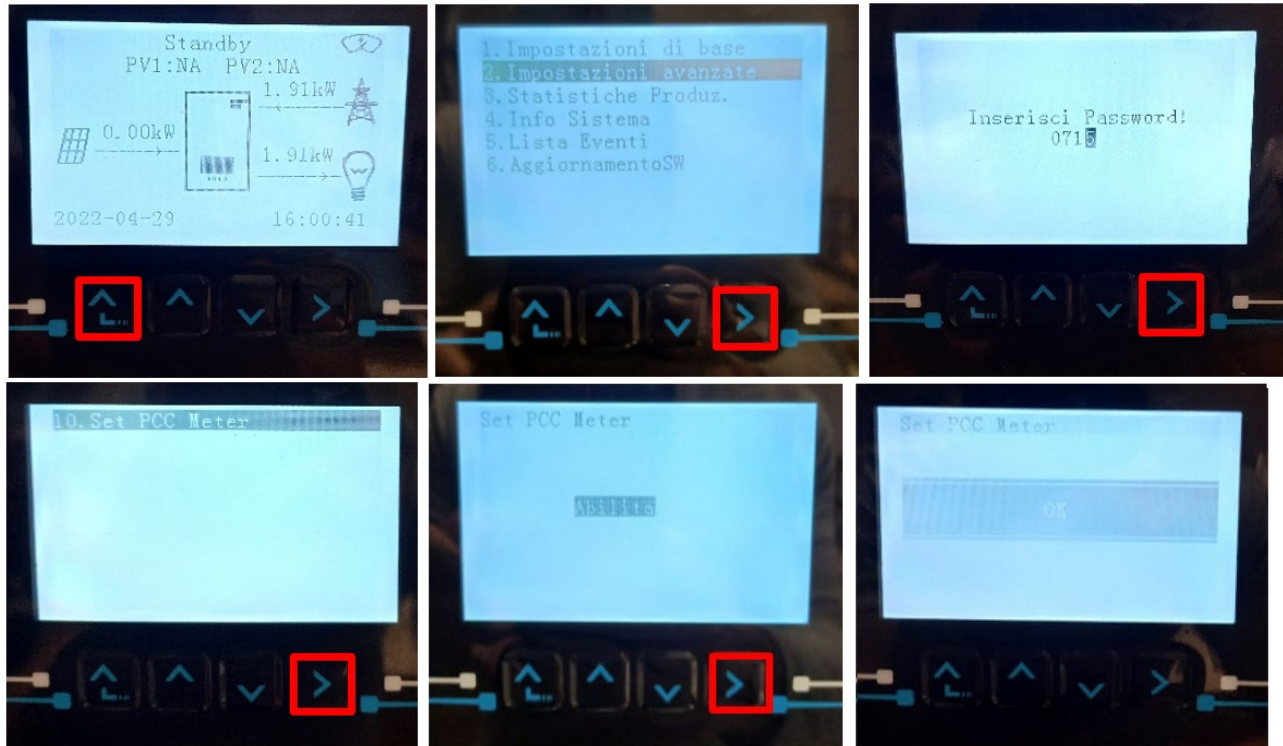 Standby
PV1:NA PV2:NA
1.91kW
0.00kW
1.91kW
2022-04-29 16:00:41
1.Impostazioni di base
2.Impostazioni avanzate
3.Statistiche Produz.
4.Info Sistema
5.Lista Eventi
6.AggiornamentoSW
Inserisci Password!
0715
10.Set PCC Meter
Set PCC Meter
Abilita
Set PCC Meter
OK